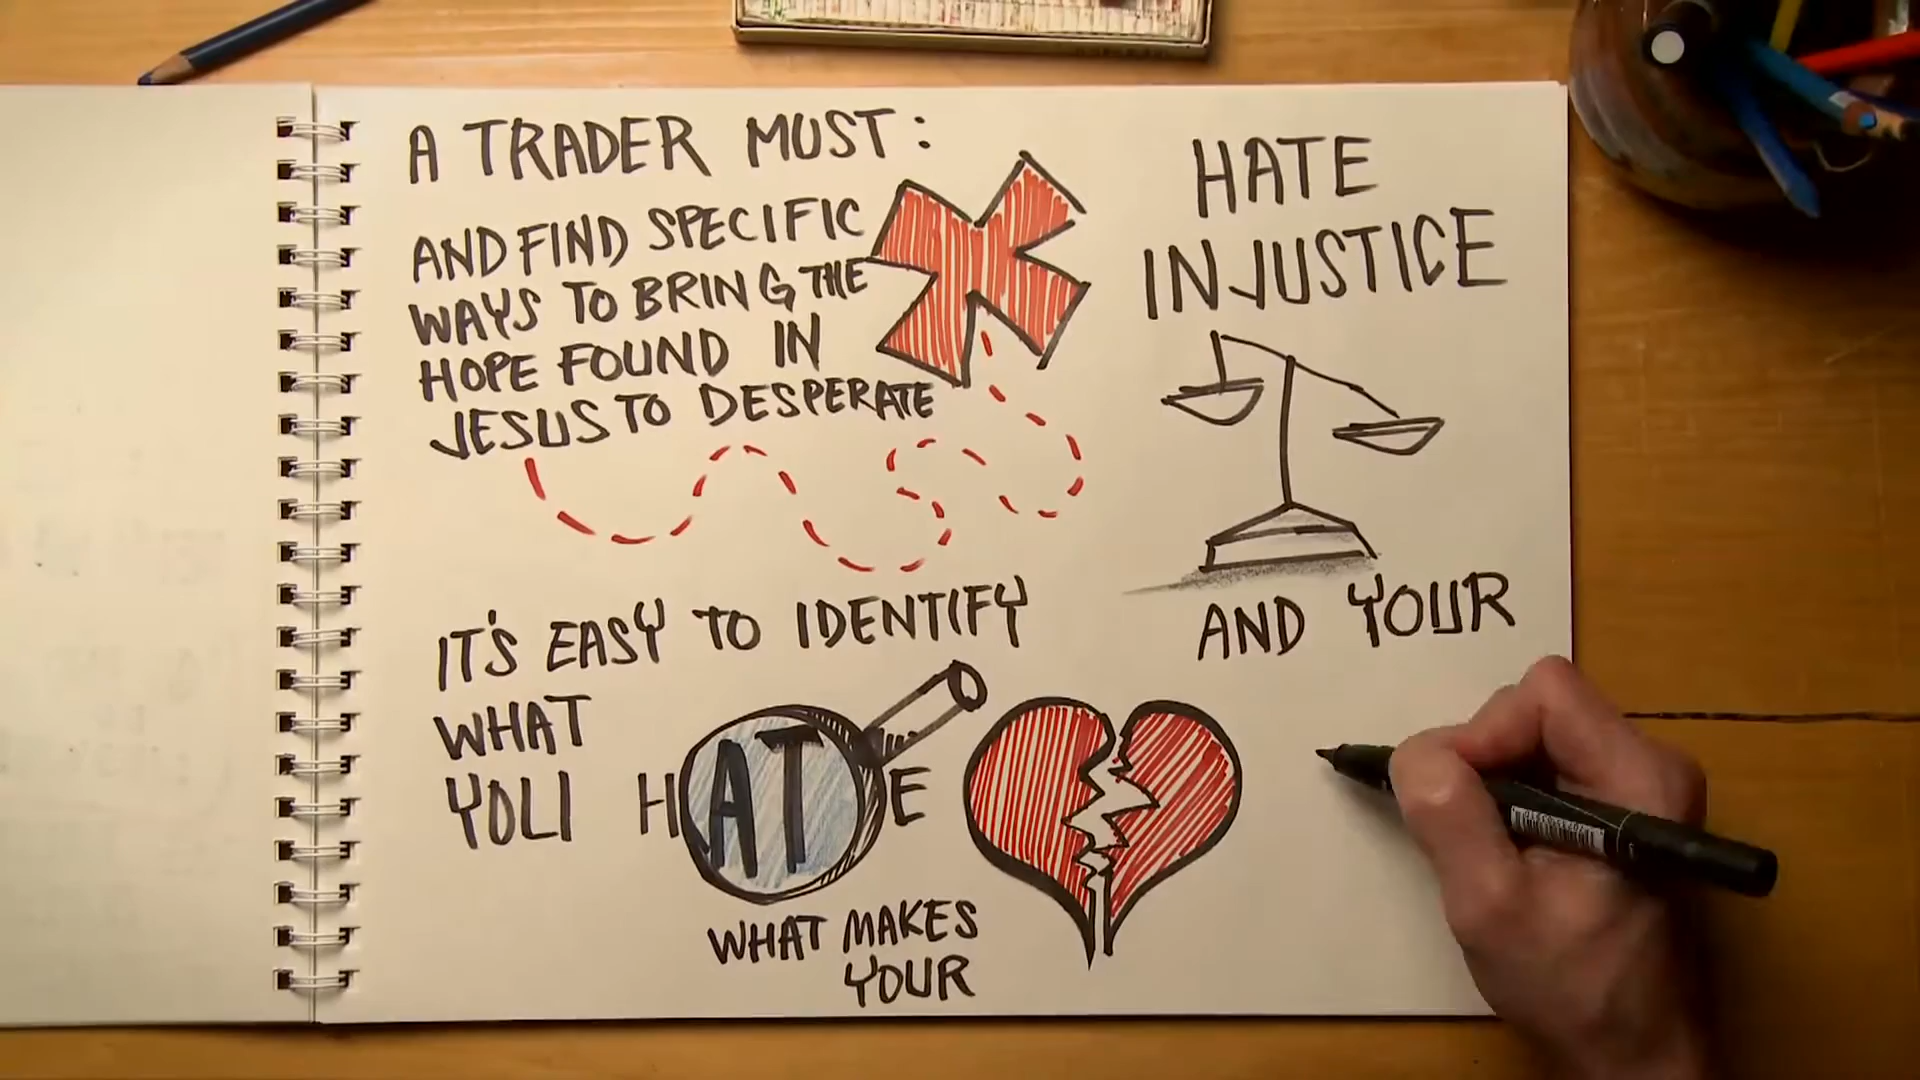 A TRADER MUST:
AND FIND SPECIFIC
WAYS TO BRING THE
HOPE FOUND IN
JESUS TO DESPERATE
IT'S EASY TO IDENTIFY
WHAT
YOU HATE
WHAT MAKES
YOUR
HATE
INJUSTICE
AND YOUR